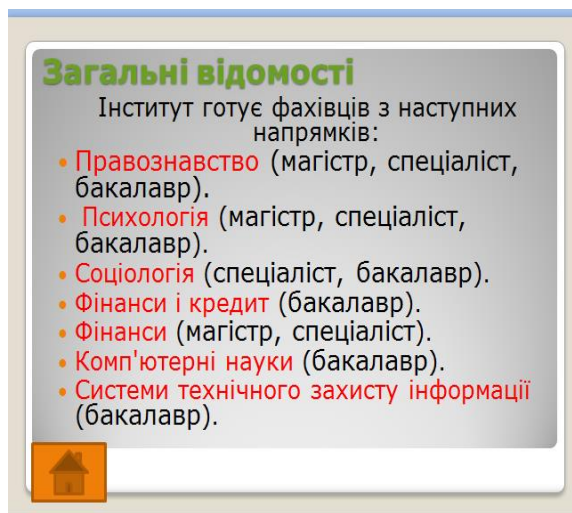 Загальні відомості
Інститут готує фахівців з наступних
напрямків:
• Правознавство (магістр, спеціаліст,
бакалавр).
• Психологія (магістр, спеціаліст,
бакалавр).
• Соціологія (спеціаліст, бакалавр).
• Фінанси і кредит (бакалавр).
• Фінанси (магістр, спеціаліст).
• Комп'ютерні науки (бакалавр).
• Системи технічного захисту інформації
(бакалавр).